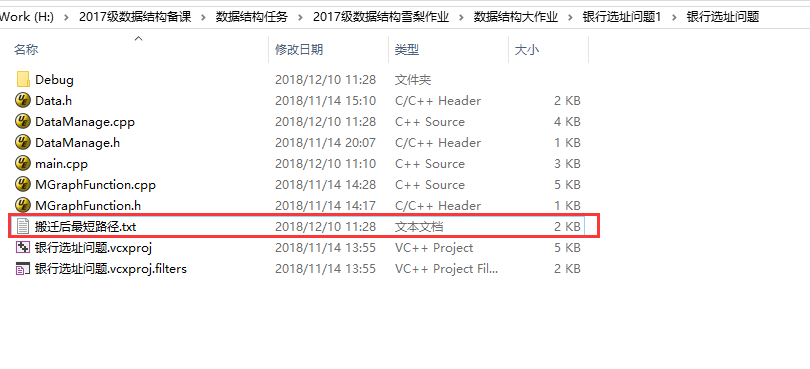 Work (H:) › 2017级数据结构备课 › 数据结构任务 › 2017级数据结构雪梨作业 › 数据结构大作业 › 银行选址问题1 › 银行选址问题
名称 修改日期 类型 大小
Debug 2018/12/10 11:28 文件夹
Data.h 2018/11/14 15:10 C/C++ Header 2 KB
DataManage.cpp 2018/12/10 11:28 C++ Source 4 KB
DataManage.h 2018/11/14 20:07 C/C++ Header 1 KB
main.cpp 2018/12/10 11:10 C++ Source 3 KB
MGraphFunction.cpp 2018/11/14 14:28 C++ Source 5 KB
MGraphFunction.h 2018/11/14 14:17 C/C++ Header 1 KB
搬迁后最短路径.txt 2018/12/10 11:28 文本文档 2 KB
银行选址问题.vcxproj 2018/11/14 13:55 VC++ Project 5 KB
银行选址问题.vcxproj.filters 2018/11/14 13:55 VC++ Project Fil... 2 KB